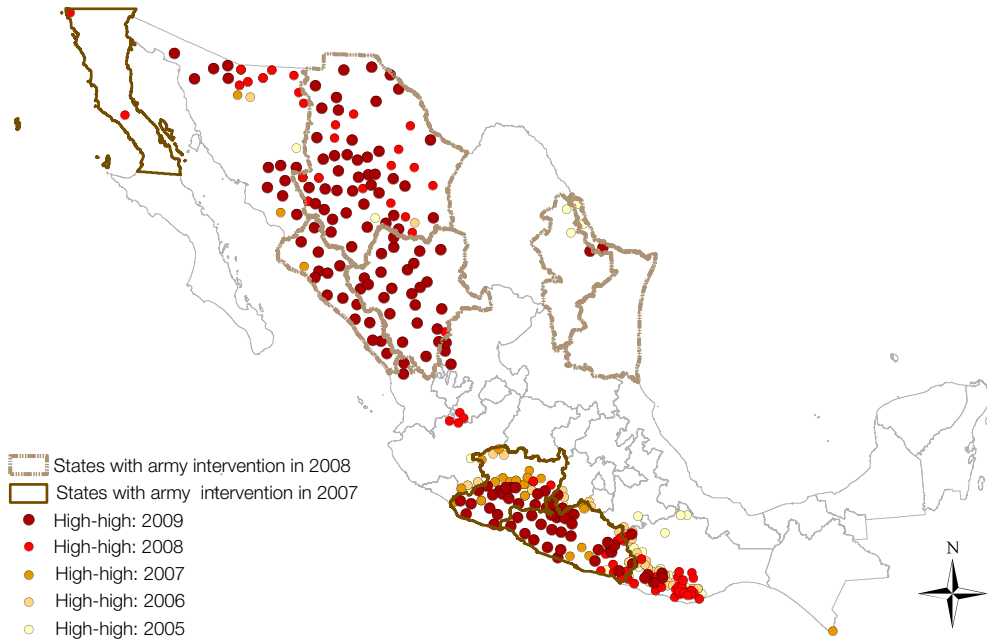 N
States with army intervention in 2008
States with army intervention in 2007
High-high: 2009
High-high: 2008
High-high: 2007
High-high: 2006
High-high: 2005